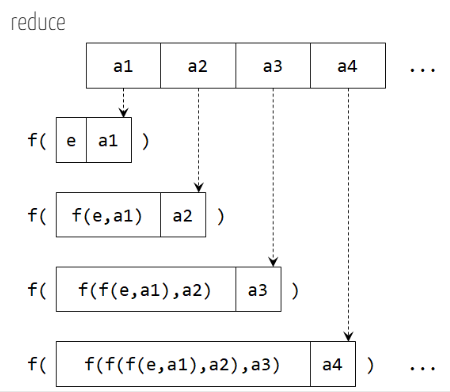 reduce
a1 a2 a3 a4 ...
f( e a1 )
f( f(e,a1) a2 )
f( f(f(e,a1),a2) a3 )
f( f(f(f(e,a1),a2),a3) a4 ) ...